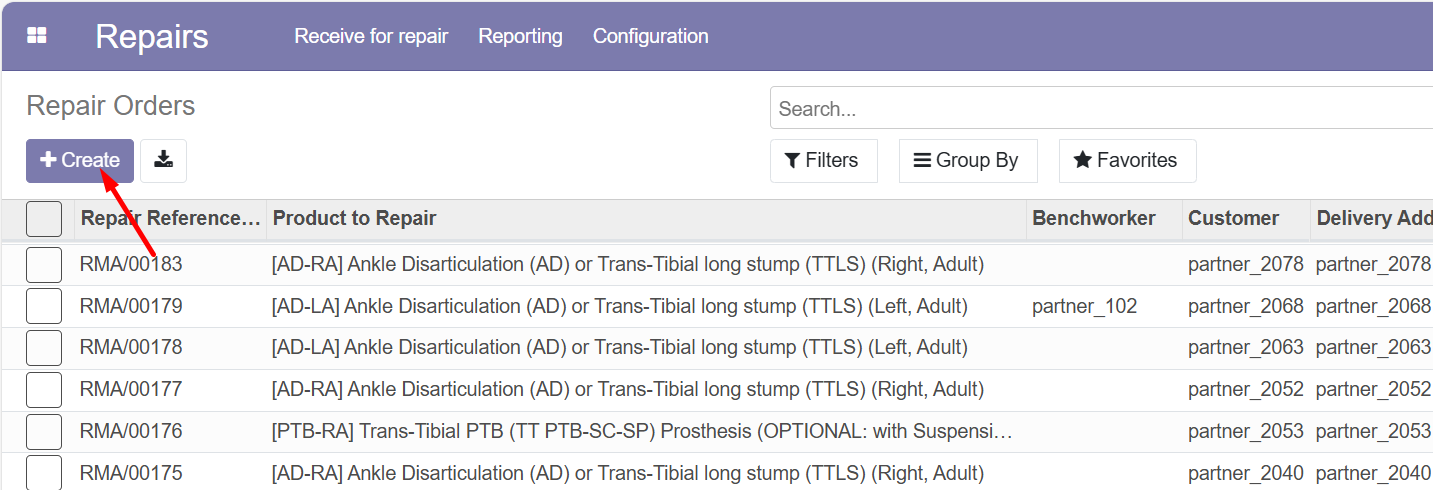 Repairs Receive for repair Reporting Configuration
Repair Orders
Search...
Create Filters Group By Favorites
Repair Reference... Product to Repair Benchworker Customer Delivery Add
RMA/00183 [AD-RA] Ankle Disarticulation (AD) or Trans-Tibial long stump (TTLS) (Right, Adult) partner_2078 partner_2078
RMA/00179 [AD-LA] Ankle Disarticulation (AD) or Trans-Tibial long stump (TTLS) (Left, Adult) partner_102 partner_2068 partner_2068
RMA/00178 [AD-LA] Ankle Disarticulation (AD) or Trans-Tibial long stump (TTLS) (Left, Adult) partner_2063 partner_2063
RMA/00177 [AD-RA] Ankle Disarticulation (AD) or Trans-Tibial long stump (TTLS) (Right, Adult) partner_2052 partner_2052
RMA/00176 [PTB-RA] Trans-Tibial PTB (TT PTB-SC-SP) Prosthesis (OPTIONAL: with Suspensi... partner_2053 partner_2053
RMA/00175 [AD-RA] Ankle Disarticulation (AD) or Trans-Tibial long stump (TTLS) (Right, Adult) partner_2040 partner_2040